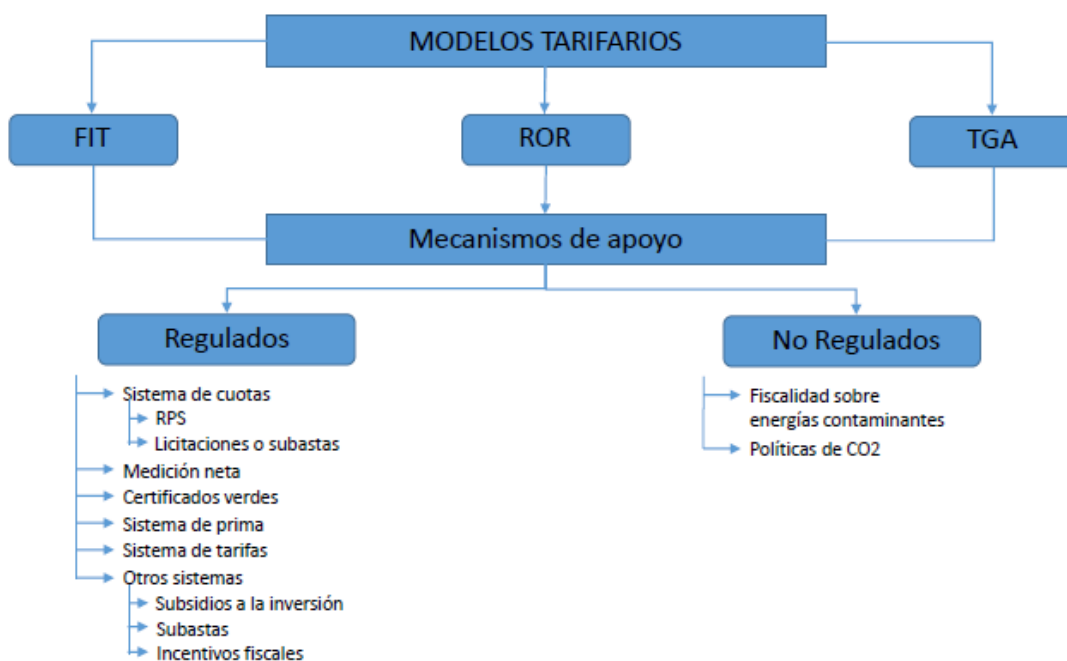 MODELOS TARIFARIOS
FIT
ROR
TGA
Mecanismos de apoyo
Regulados
No Regulados
Sistema de cuotas
RPS
Licitaciones o subastas
Medición neta
Certificados verdes
Sistema de prima
Sistema de tarifas
Otros sistemas
Subsidios a la inversión
Subastas
Incentivos fiscales
Fiscalidad sobre
energías contaminantes
Políticas de CO2